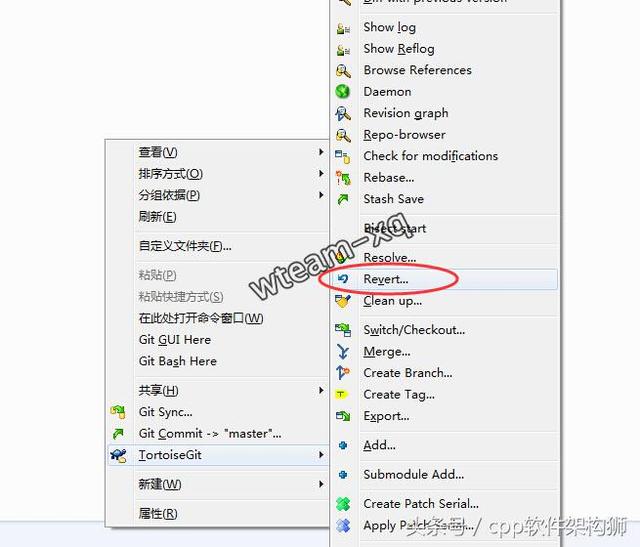 Show log
Show Reflog
Browse References
Daemon
Revision graph
Repo-browser
Check for modifications
Rebase...
Stash Save
Bisect start
Resolve...
Revert...
Clean up...
Switch/Checkout...
Merge...
Create Branch...
Create Tag...
Export...
Add...
Submodule Add...
Create Patch Serial...
Apply Patch
查看(V)
排序方式(O)
分组依据(P)
刷新(E)
自定义文件夹(F)...
粘贴(P)
粘贴快捷方式(S)
在此处打开命令窗口(W)
Git GUI Here
Git Bash Here
共享(H)
Git Sync...
Git Commit -> "master"...
TortoiseGit
新建(W)
属性(R)
wteam-xq
头条号 / cpp软件架构狮